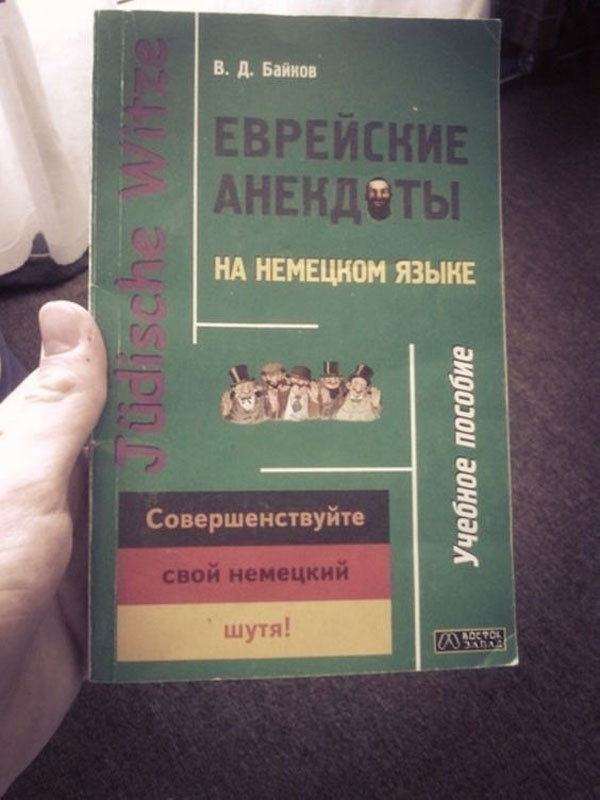 В. Д. Байков
ЕВРЕЙСКИЕ
АНЕКДОТЫ
НА НЕМЕЦКОМ ЯЗЫКЕ
Jüdische Witze
Учебное пособие
Совершенствуйте
свой немецкий
шутя!
ВОСТОК
ЗАПАД